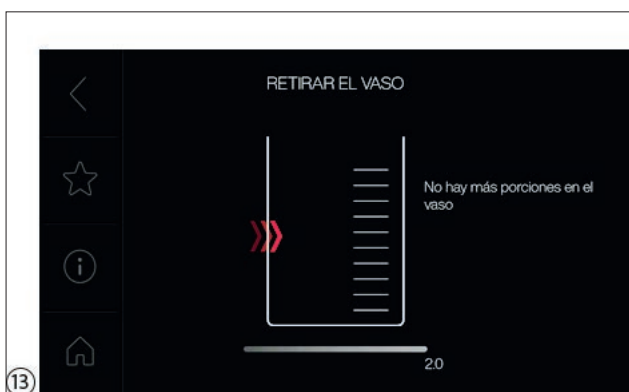 RETIRAR EL VASO
No hay más porciones en el
vaso
2.0
13